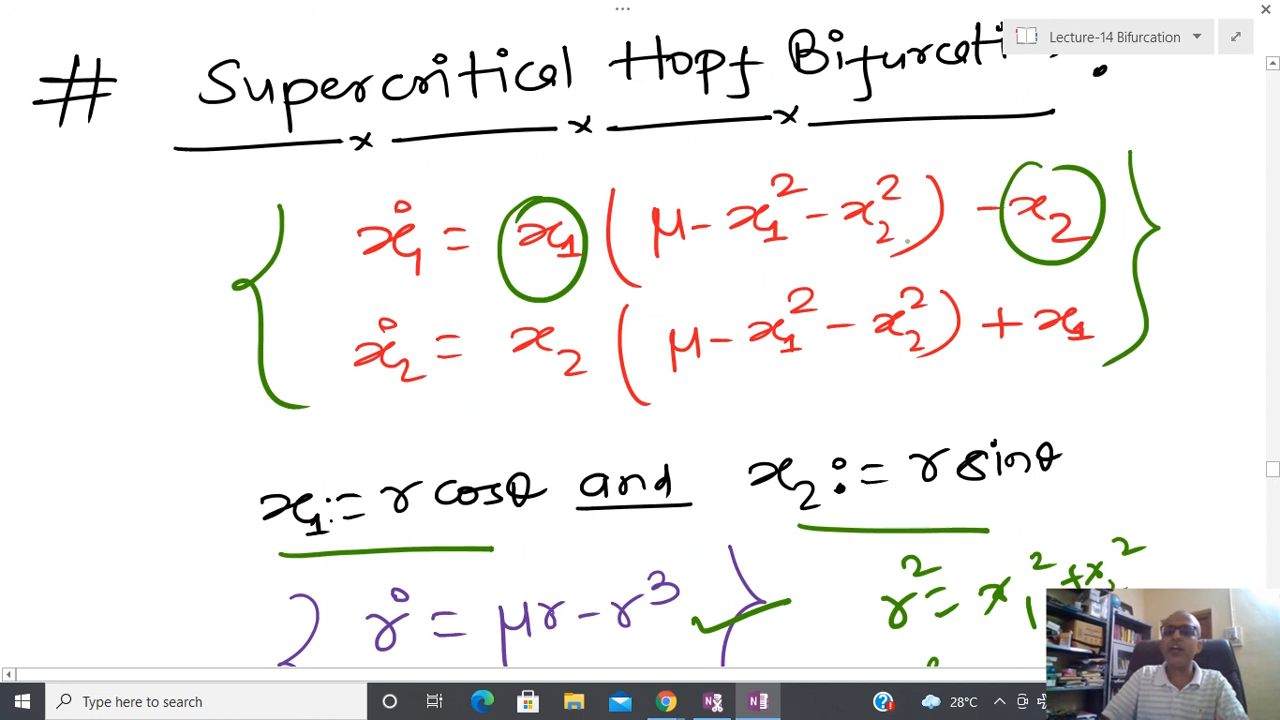 Lecture-14 Bifurcation
# Supercritical Hopf
ẋ₁ = x₁ (μ - x₁² - x₂²) - x₂
ẋ₂ = x₂ (μ - x₁² - x₂²) + x₁
x₁ := r cosθ and x₂ := r sinθ
ṙ = μr - r³
r² = x₁² + x₂²
Type here to search
28°C